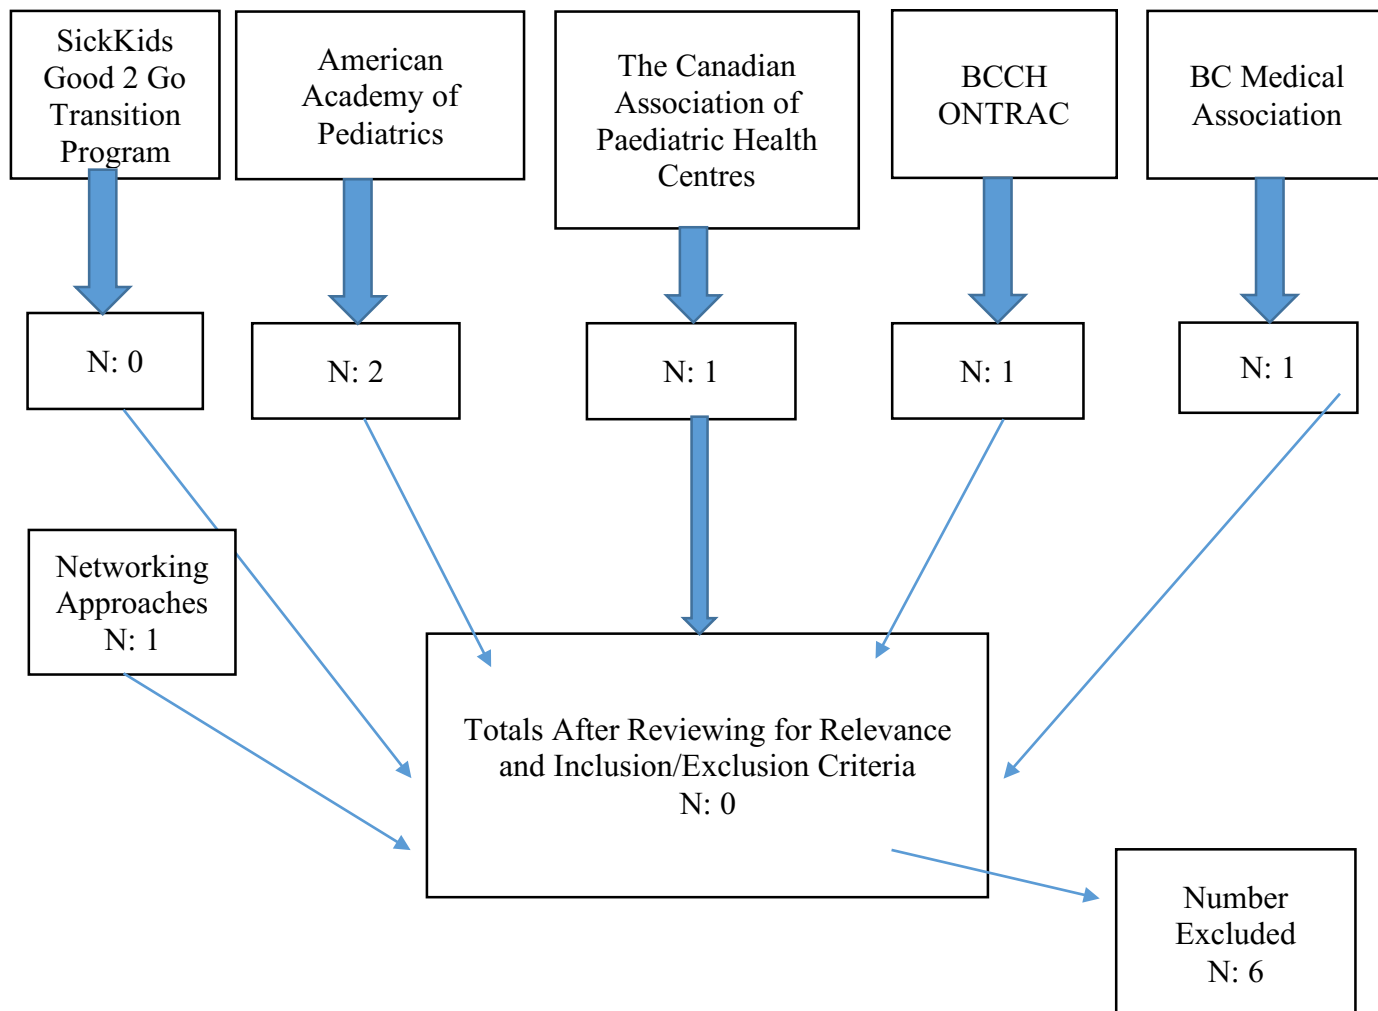 SickKids
Good 2 Go
Transition
Program
American
Academy of
Pediatrics
The Canadian
Association of
Paediatric Health
Centres
BCCH
ONTRAC
BC Medical
Association
N: 0
N: 2
N: 1
N: 1
N: 1
Networking
Approaches
N: 1
Totals After Reviewing for Relevance
and Inclusion/Exclusion Criteria
N: 0
Number
Excluded
N: 6